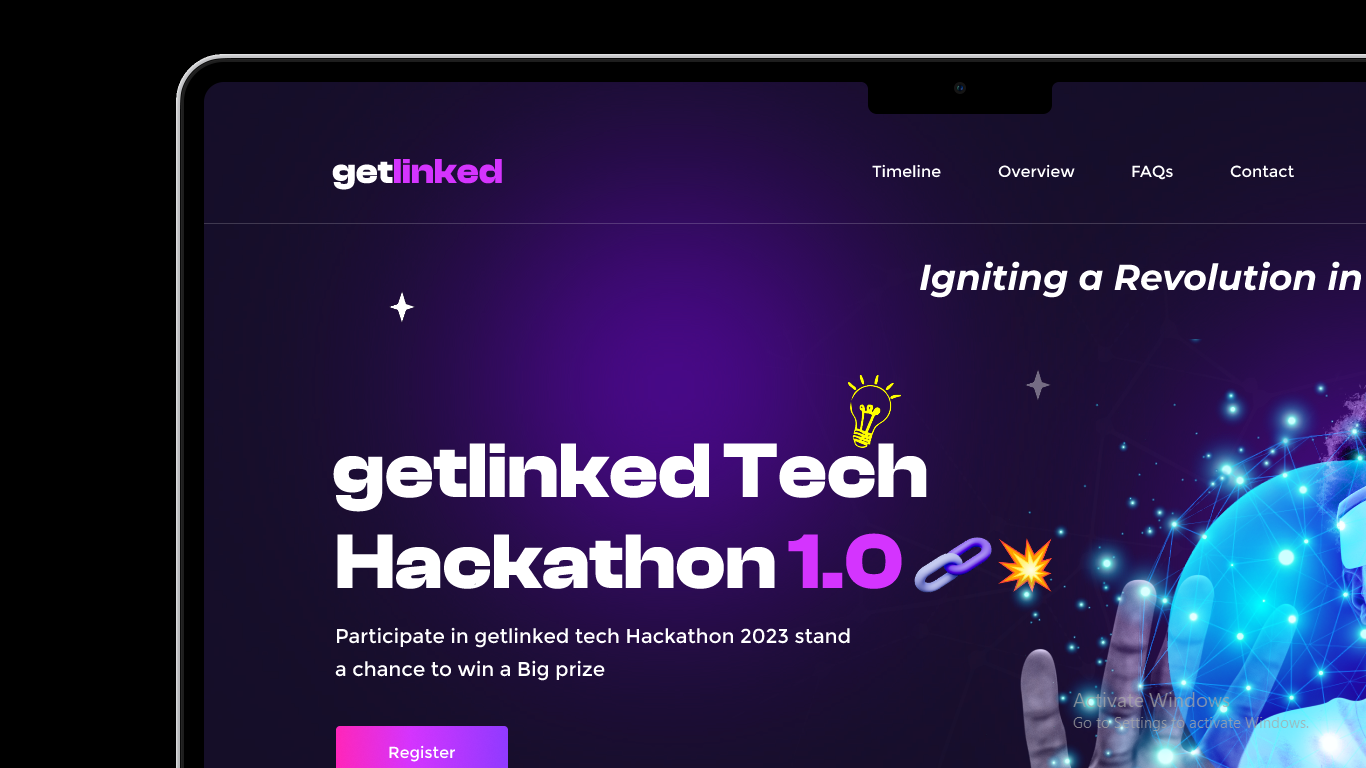 getlinked
Timeline Overview FAQs Contact
Igniting a Revolution in
getlinked Tech
Hackathon 1.0
Participate in getlinked tech Hackathon 2023 stand
a chance to win a Big prize
Register
Activate Windows
Go to Settings to activate Windows.